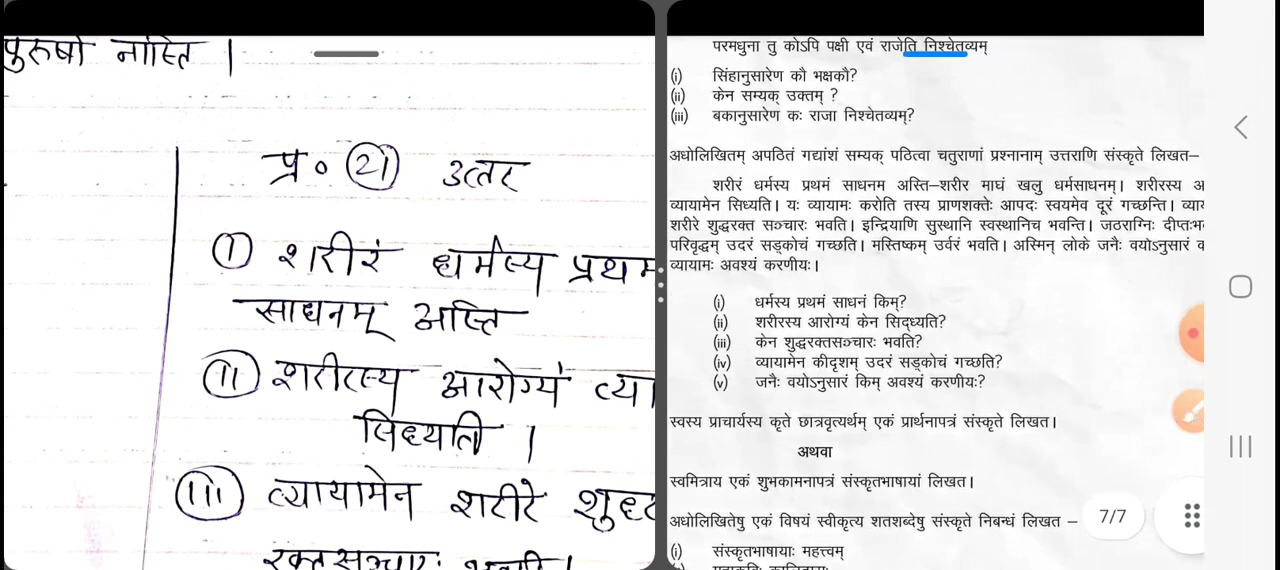 पुरुषो नास्ति ।
प्र० (21) उत्तर
(I) शरीरं धर्मस्य प्रथम
साधनम् अस्ति
(II) शरीरस्य आरोग्यं व्या
सिध्यति ।
(III) व्यायामेन शरीरे शुद्ध
रक्तसञ्चारः
परमधुना तु कोऽपि पक्षी एवं राजेति निश्चेतव्यम्
(i) सिंहानुसारेण कौ भक्षकौ?
(ii) केन सम्यक् उक्तम् ?
(iii) बकानुसारेण कः राजा निश्चेतव्यम्?
अधोलिखितम् अपठितं गद्यांशं सम्यक् पठित्वा चतुराणां प्रश्नानाम् उत्तराणि संस्कृते लिखत–
शरीरं धर्मस्य प्रथमं साधनम अस्ति–शरीर माघं खलु धर्मसाधनम्। शरीरस्य अ
व्यायामेन सिध्यति। यः व्यायामः करोति तस्य प्राणशक्तेः आपदः स्वयमेव दूरं गच्छन्ति। व्या
शरीरे शुद्धरक्त सञ्चारः भवति। इन्द्रियाणि सुस्थानि स्वस्थानिच भवन्ति। जठराग्निः दीप्तःभ
परिवृद्धम् उदरं सड्कोचं गच्छति। मस्तिष्कम् उर्वरं भवति। अस्मिन् लोके जनैः वयोऽनुसारं
व्यायामः अवश्यं करणीयः।
(i) धर्मस्य प्रथमं साधनं किम्?
(ii) शरीरस्य आरोग्यं केन सिद्ध्यति?
(iii) केन शुद्धरक्तसञ्चारः भवति?
(iv) व्यायामेन कीदृशम् उदरं सड्कोचं गच्छति?
(v) जनैः वयोऽनुसारं किम् अवश्यं करणीयः?
स्वस्य प्राचार्यस्य कृते छात्रवृत्यर्थम् एकं प्रार्थनापत्रं संस्कृते लिखत।
अथवा
स्वमित्राय एकं शुभकामनापत्रं संस्कृतभाषायां लिखत।
7/7
अधोलिखितेषु एकं विषयं स्वीकृत्य शतशब्देषु संस्कृते निबन्धं लिखत –
(i) संस्कृतभाषायाः महत्त्वम्